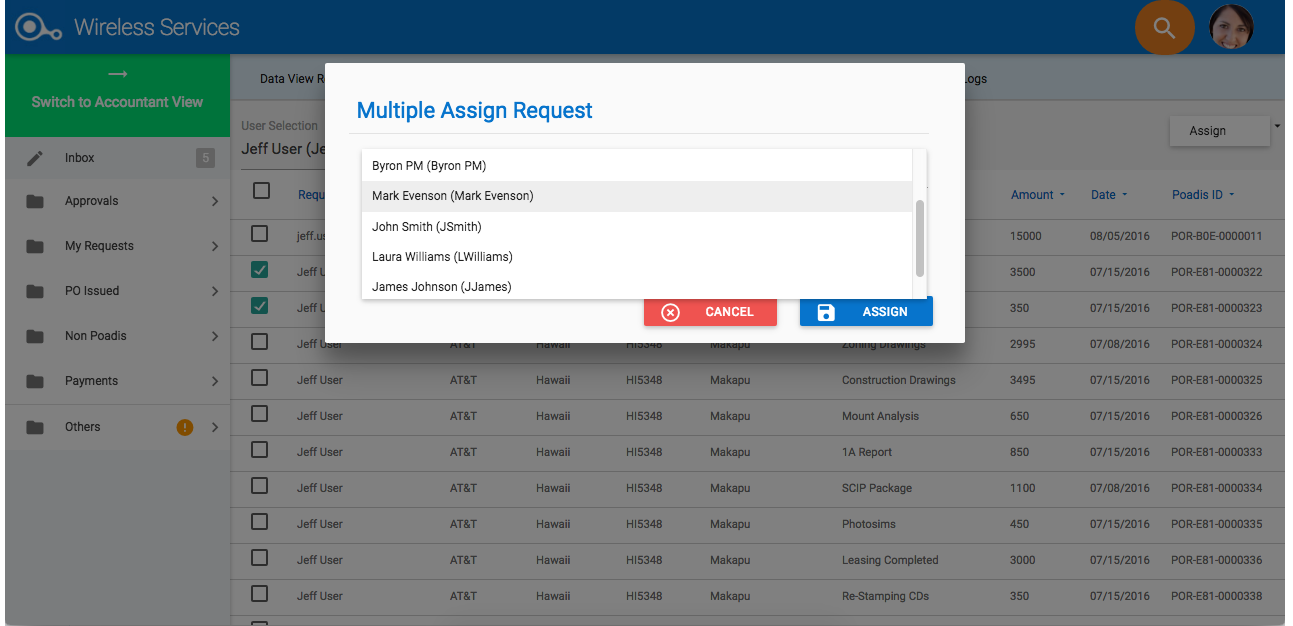 Wireless Services
Switch to Accountant View
Inbox 5
Approvals
My Requests
PO Issued
Non Poadis
Payments
Others !
Data View
Logs
User Selection
Jeff User
Assign
Amount Date Poadis ID
Multiple Assign Request
Byron PM (Byron PM)
Mark Evenson (Mark Evenson)
John Smith (JSmith)
Laura Williams (LWilliams)
James Johnson (JJames)
CANCEL ASSIGN
15000 08/05/2016 POR-B0E-0000011
Jeff 3500 07/15/2016 POR-E81-0000322
Jeff 350 07/15/2016 POR-E81-0000323
Jeff User AT&T Hawaii HI5348 Makapu Zoning Drawings 2995 07/08/2016 POR-E81-0000324
Jeff User AT&T Hawaii HI5348 Makapu Construction Drawings 3495 07/15/2016 POR-E81-0000325
Jeff User AT&T Hawaii HI5348 Makapu Mount Analysis 650 07/15/2016 POR-E81-0000326
Jeff User AT&T Hawaii HI5348 Makapu 1A Report 850 07/15/2016 POR-E81-0000333
Jeff User AT&T Hawaii HI5348 Makapu SCIP Package 1100 07/08/2016 POR-E81-0000334
Jeff User AT&T Hawaii HI5348 Makapu Photosims 450 07/15/2016 POR-E81-0000335
Jeff User AT&T Hawaii HI5348 Makapu Leasing Completed 3000 07/15/2016 POR-E81-0000336
Jeff User AT&T Hawaii HI5348 Makapu Re-Stamping CDs 350 07/15/2016 POR-E81-0000338